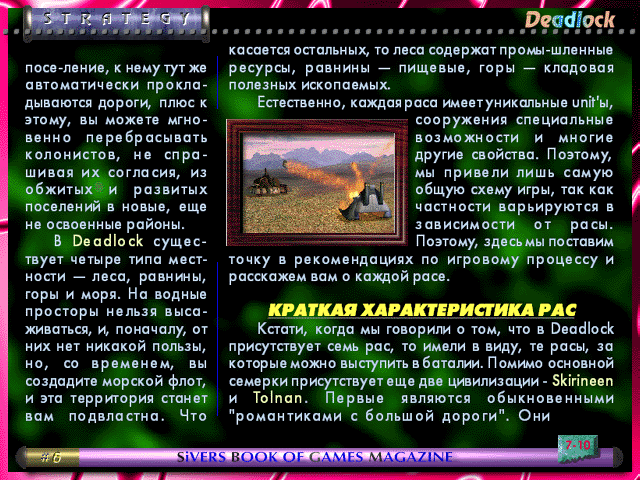 STRATEGY
Deadlock
посе-ление, к нему тут же
автоматически прокла-
дываются дороги, плюс к
этому, вы можете мгно-
венно перебрасывать
колонистов, не спра-
шивая их согласия, из
обжитых и развитых
поселений в новые, еще
не освоенные районы.
В Deadlock сущес-
твует четыре типа мест-
ности — леса, равнины,
горы и моря. На водные
просторы нельзя выса-
живаться, и, поначалу, от
них нет никакой пользы,
но, со временем, вы
создадите морской флот,
и эта территория станет
вам подвластна. Что
касается остальных, то леса содержат промы-шленные
ресурсы, равнины — пищевые, горы — кладовая
полезных ископаемых.
Естественно, каждая раса имеет уникальные unit'ы,
сооружения специальные
возможности и многие
другие свойства. Поэтому,
мы привели лишь самую
общую схему игры, так как
частности варьируются в
зависимости от расы.
Поэтому, здесь мы поставим
точку в рекомендациях по игровому процессу и
расскажем вам о каждой расе.
КРАТКАЯ ХАРАКТЕРИСТИКА РАС
Кстати, когда мы говорили о том, что в Deadlock
присутствует семь рас, то имели в виду, те расы, за
которые можно выступить в баталии. Помимо основной
семерки присутствует еще две цивилизации - Skirineen
и Tolnan. Первые являются обыкновенными
"романтиками с большой дороги". Они
#6
SiVERS BOOK OF GAMES MAGAZINE
7-10